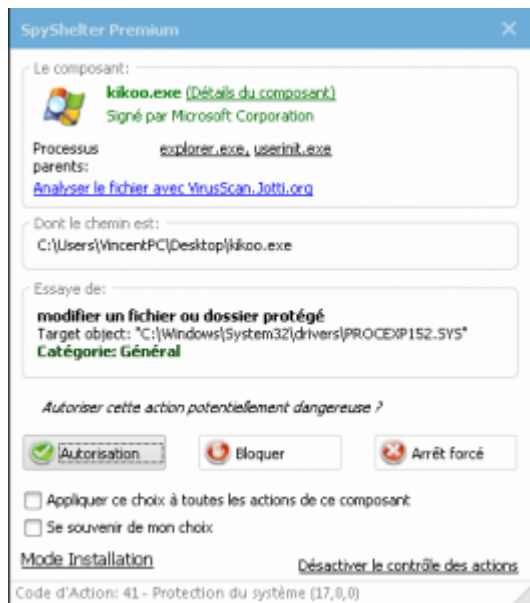 SpyShelter Premium
Le composant:
kikoo.exe (Détails du composant)
Signé par Microsoft Corporation
Processus parents: explorer.exe, userinit.exe
Analyser le fichier avec VirusScan.Jotti.org
Dont le chemin est:
C:\Users\VincentPC\Desktop\kikoo.exe
Essaye de:
modifier un fichier ou dossier protégé
Target object: "C:\Windows\System32\drivers\PROCEXP152.SYS"
Catégorie: Général
Autoriser cette action potentiellement dangereuse ?
Autorisation
Bloquer
Arrêt forcé
Appliquer ce choix à toutes les actions de ce composant
Se souvenir de mon choix
Mode Installation
Désactiver le contrôle des actions
Code d'Action: 41 - Protection du système (17,0,0)